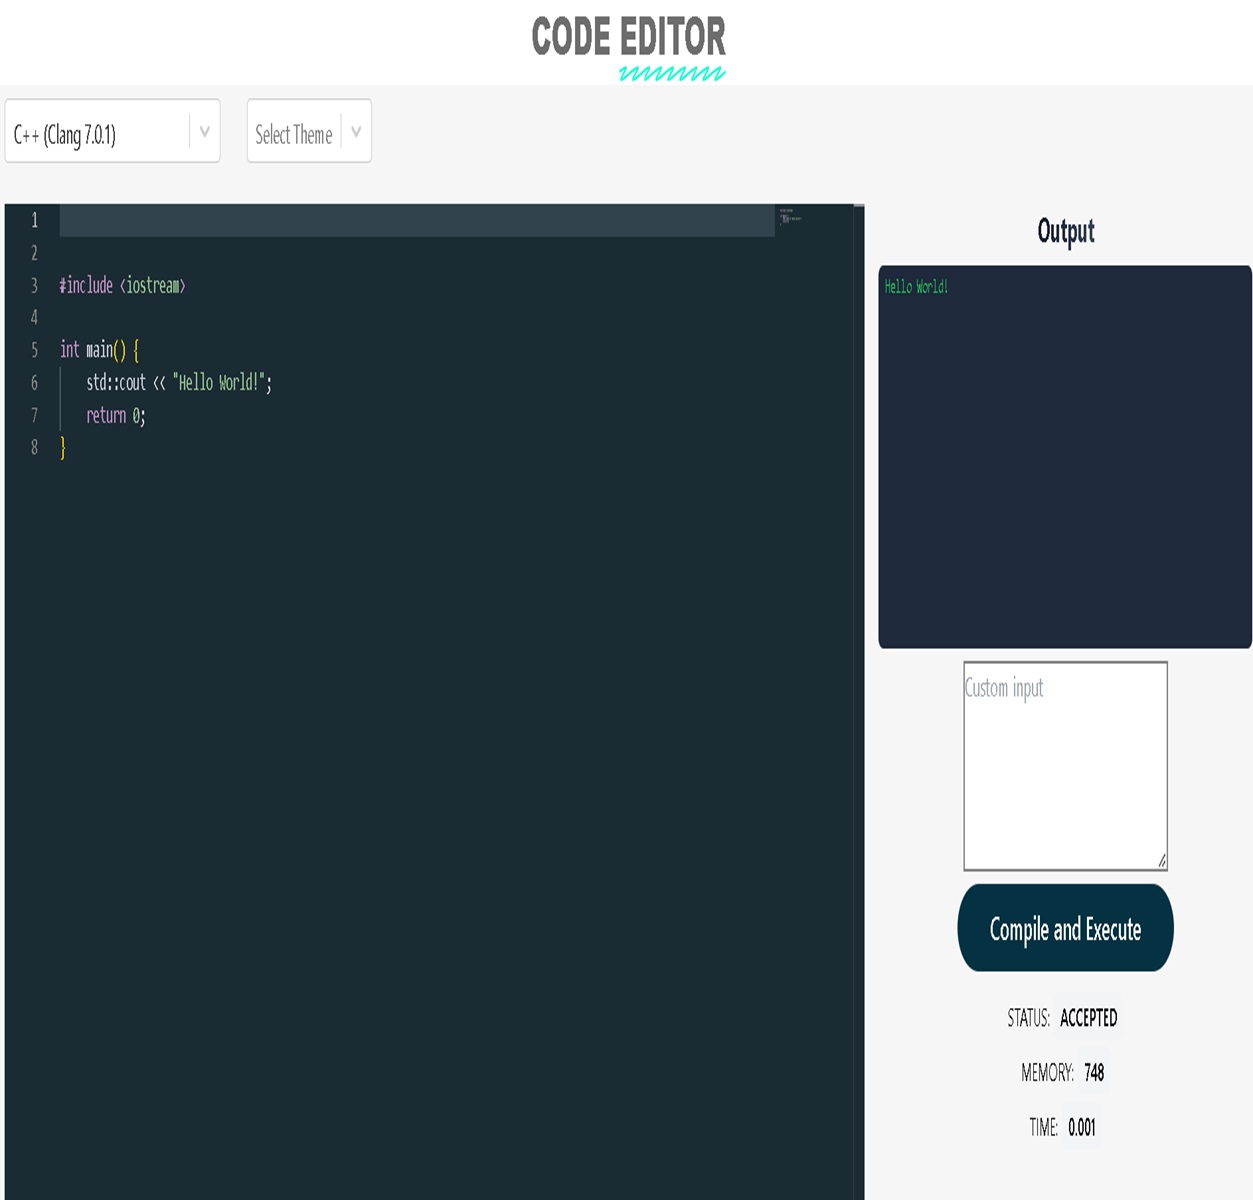 CODE EDITOR
C++ (Clang 7.0.1)
Select Theme
1
2
3 #include <iostream>
4
5 int main() {
6     std::cout << "Hello World!";
7     return 0;
8 }
Output
Hello World!
Custom input
Compile and Execute
STATUS: ACCEPTED
MEMORY: 748
TIME: 0.001